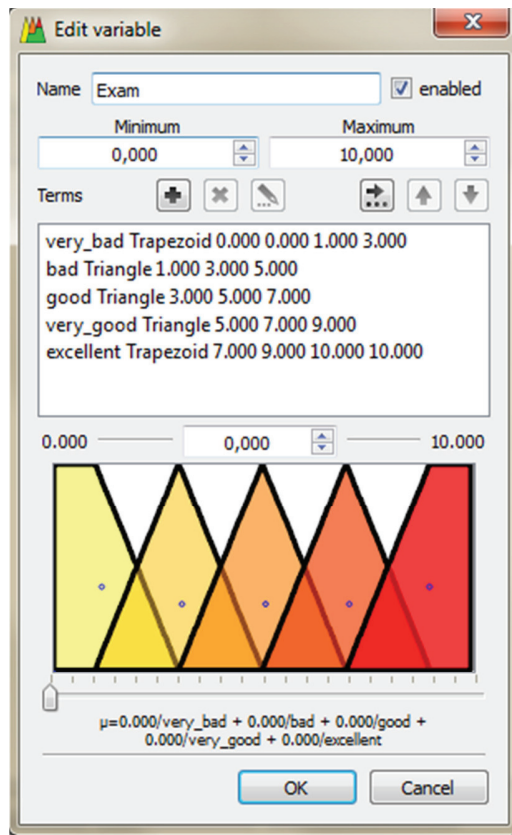 Edit variable
Name Exam enabled
Minimum Maximum
0,000 10,000
Terms
very_bad Trapezoid 0.000 0.000 1.000 3.000
bad Triangle 1.000 3.000 5.000
good Triangle 3.000 5.000 7.000
very_good Triangle 5.000 7.000 9.000
excellent Trapezoid 7.000 9.000 10.000 10.000
0.000 0,000 10.000
μ=0.000/very_bad + 0.000/bad + 0.000/good +
0.000/very_good + 0.000/excellent
OK Cancel